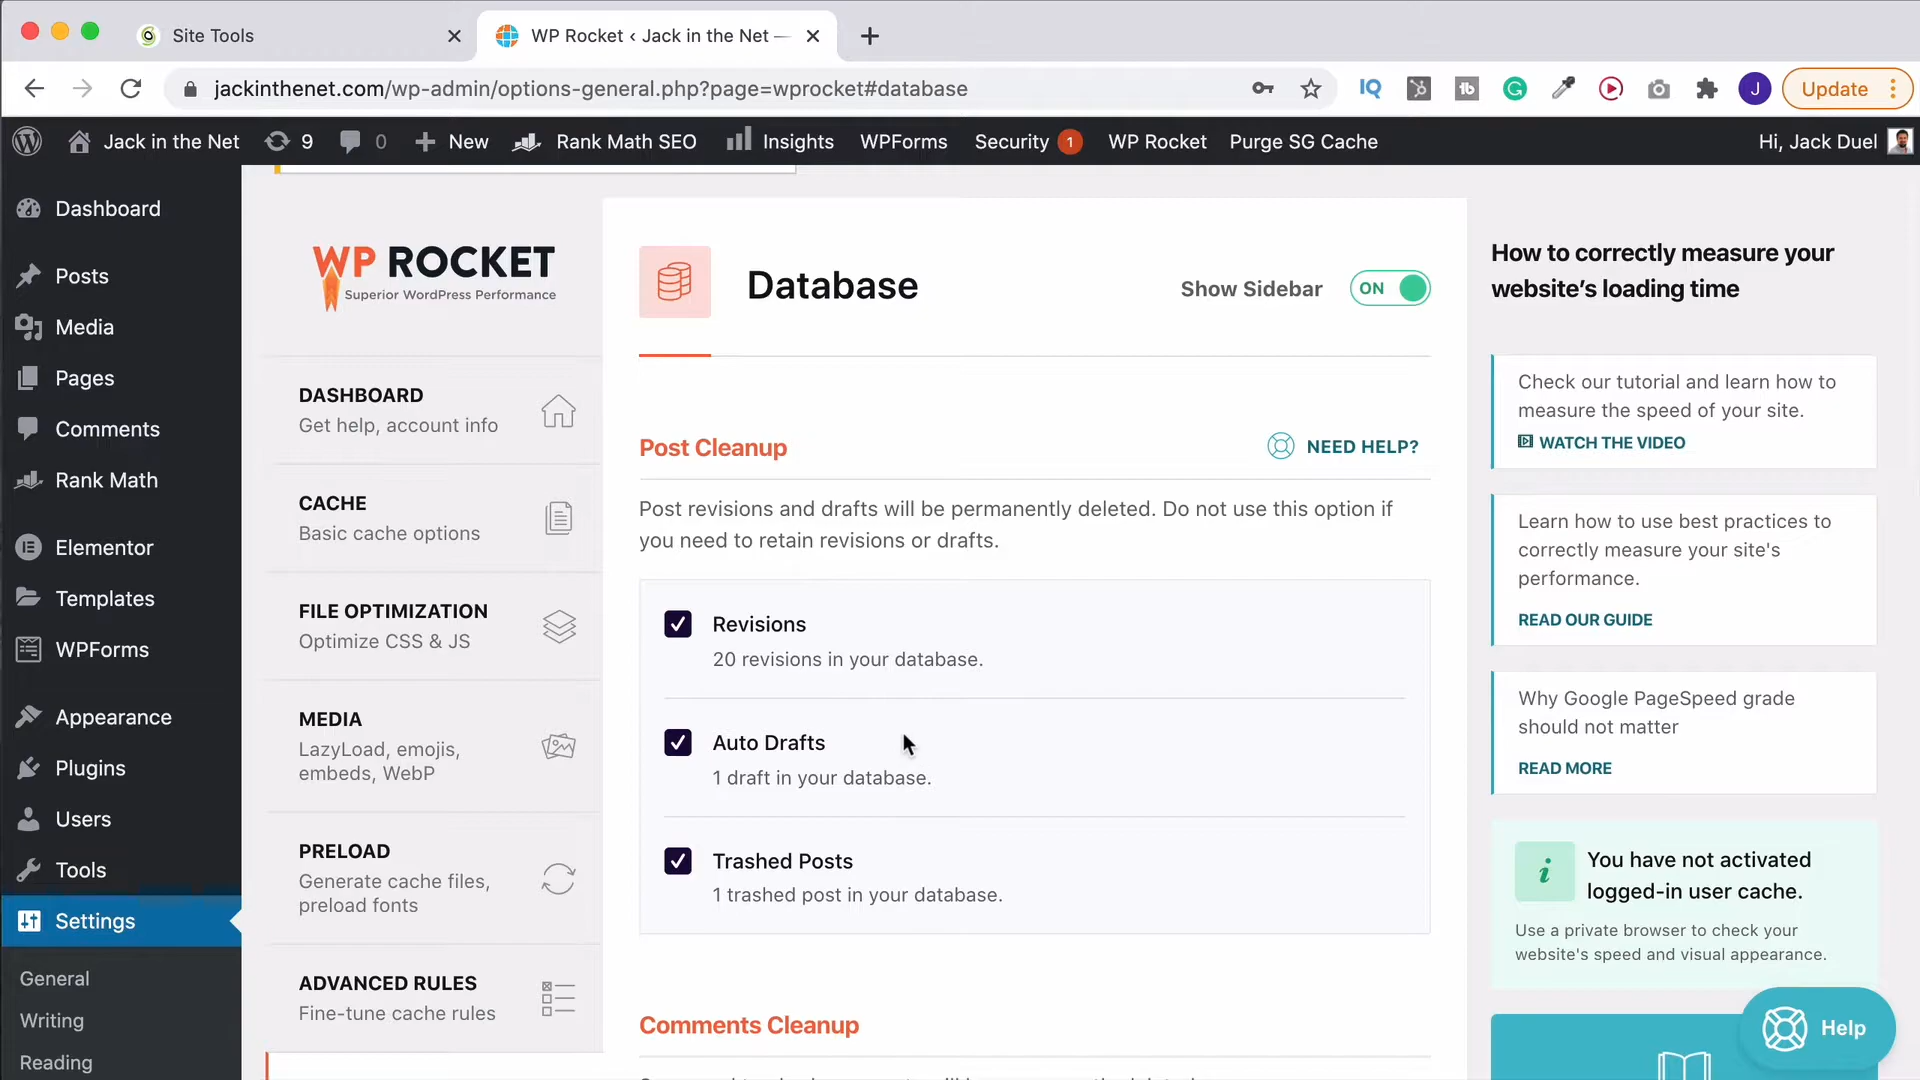 Site Tools
WP Rocket ‹ Jack in the Net —
jackinthenet.com/wp-admin/options-general.php?page=wprocket#database
IQ
tb
G
J
Update
Jack in the Net
9
0
New
Rank Math SEO
Insights
WPForms
Security 1
WP Rocket
Purge SG Cache
Hi, Jack Duel
Dashboard
Posts
Media
Pages
Comments
Rank Math
Elementor
Templates
WPForms
Appearance
Plugins
Users
Tools
Settings
General
Writing
Reading
WP ROCKET
Superior WordPress Performance
DASHBOARD
Get help, account info
CACHE
Basic cache options
FILE OPTIMIZATION
Optimize CSS & JS
MEDIA
LazyLoad, emojis,
embeds, WebP
PRELOAD
Generate cache files,
preload fonts
ADVANCED RULES
Fine-tune cache rules
Database
Show Sidebar
ON
Post Cleanup
NEED HELP?
Post revisions and drafts will be permanently deleted. Do not use this option if
you need to retain revisions or drafts.
Revisions
20 revisions in your database.
Auto Drafts
1 draft in your database.
Trashed Posts
1 trashed post in your database.
Comments Cleanup
How to correctly measure your
website’s loading time
Check our tutorial and learn how to
measure the speed of your site.
WATCH THE VIDEO
Learn how to use best practices to
correctly measure your site's
performance.
READ OUR GUIDE
Why Google PageSpeed grade
should not matter
READ MORE
i
You have not activated
logged-in user cache.
Use a private browser to check your
website's speed and visual appearance.
Help